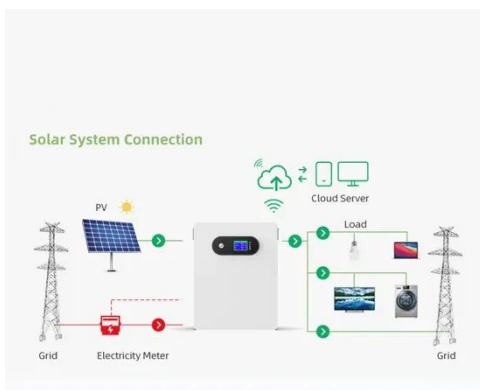 Solar System Connection
Cloud Server
PV
Load
Grid
Electricity Meter
Grid